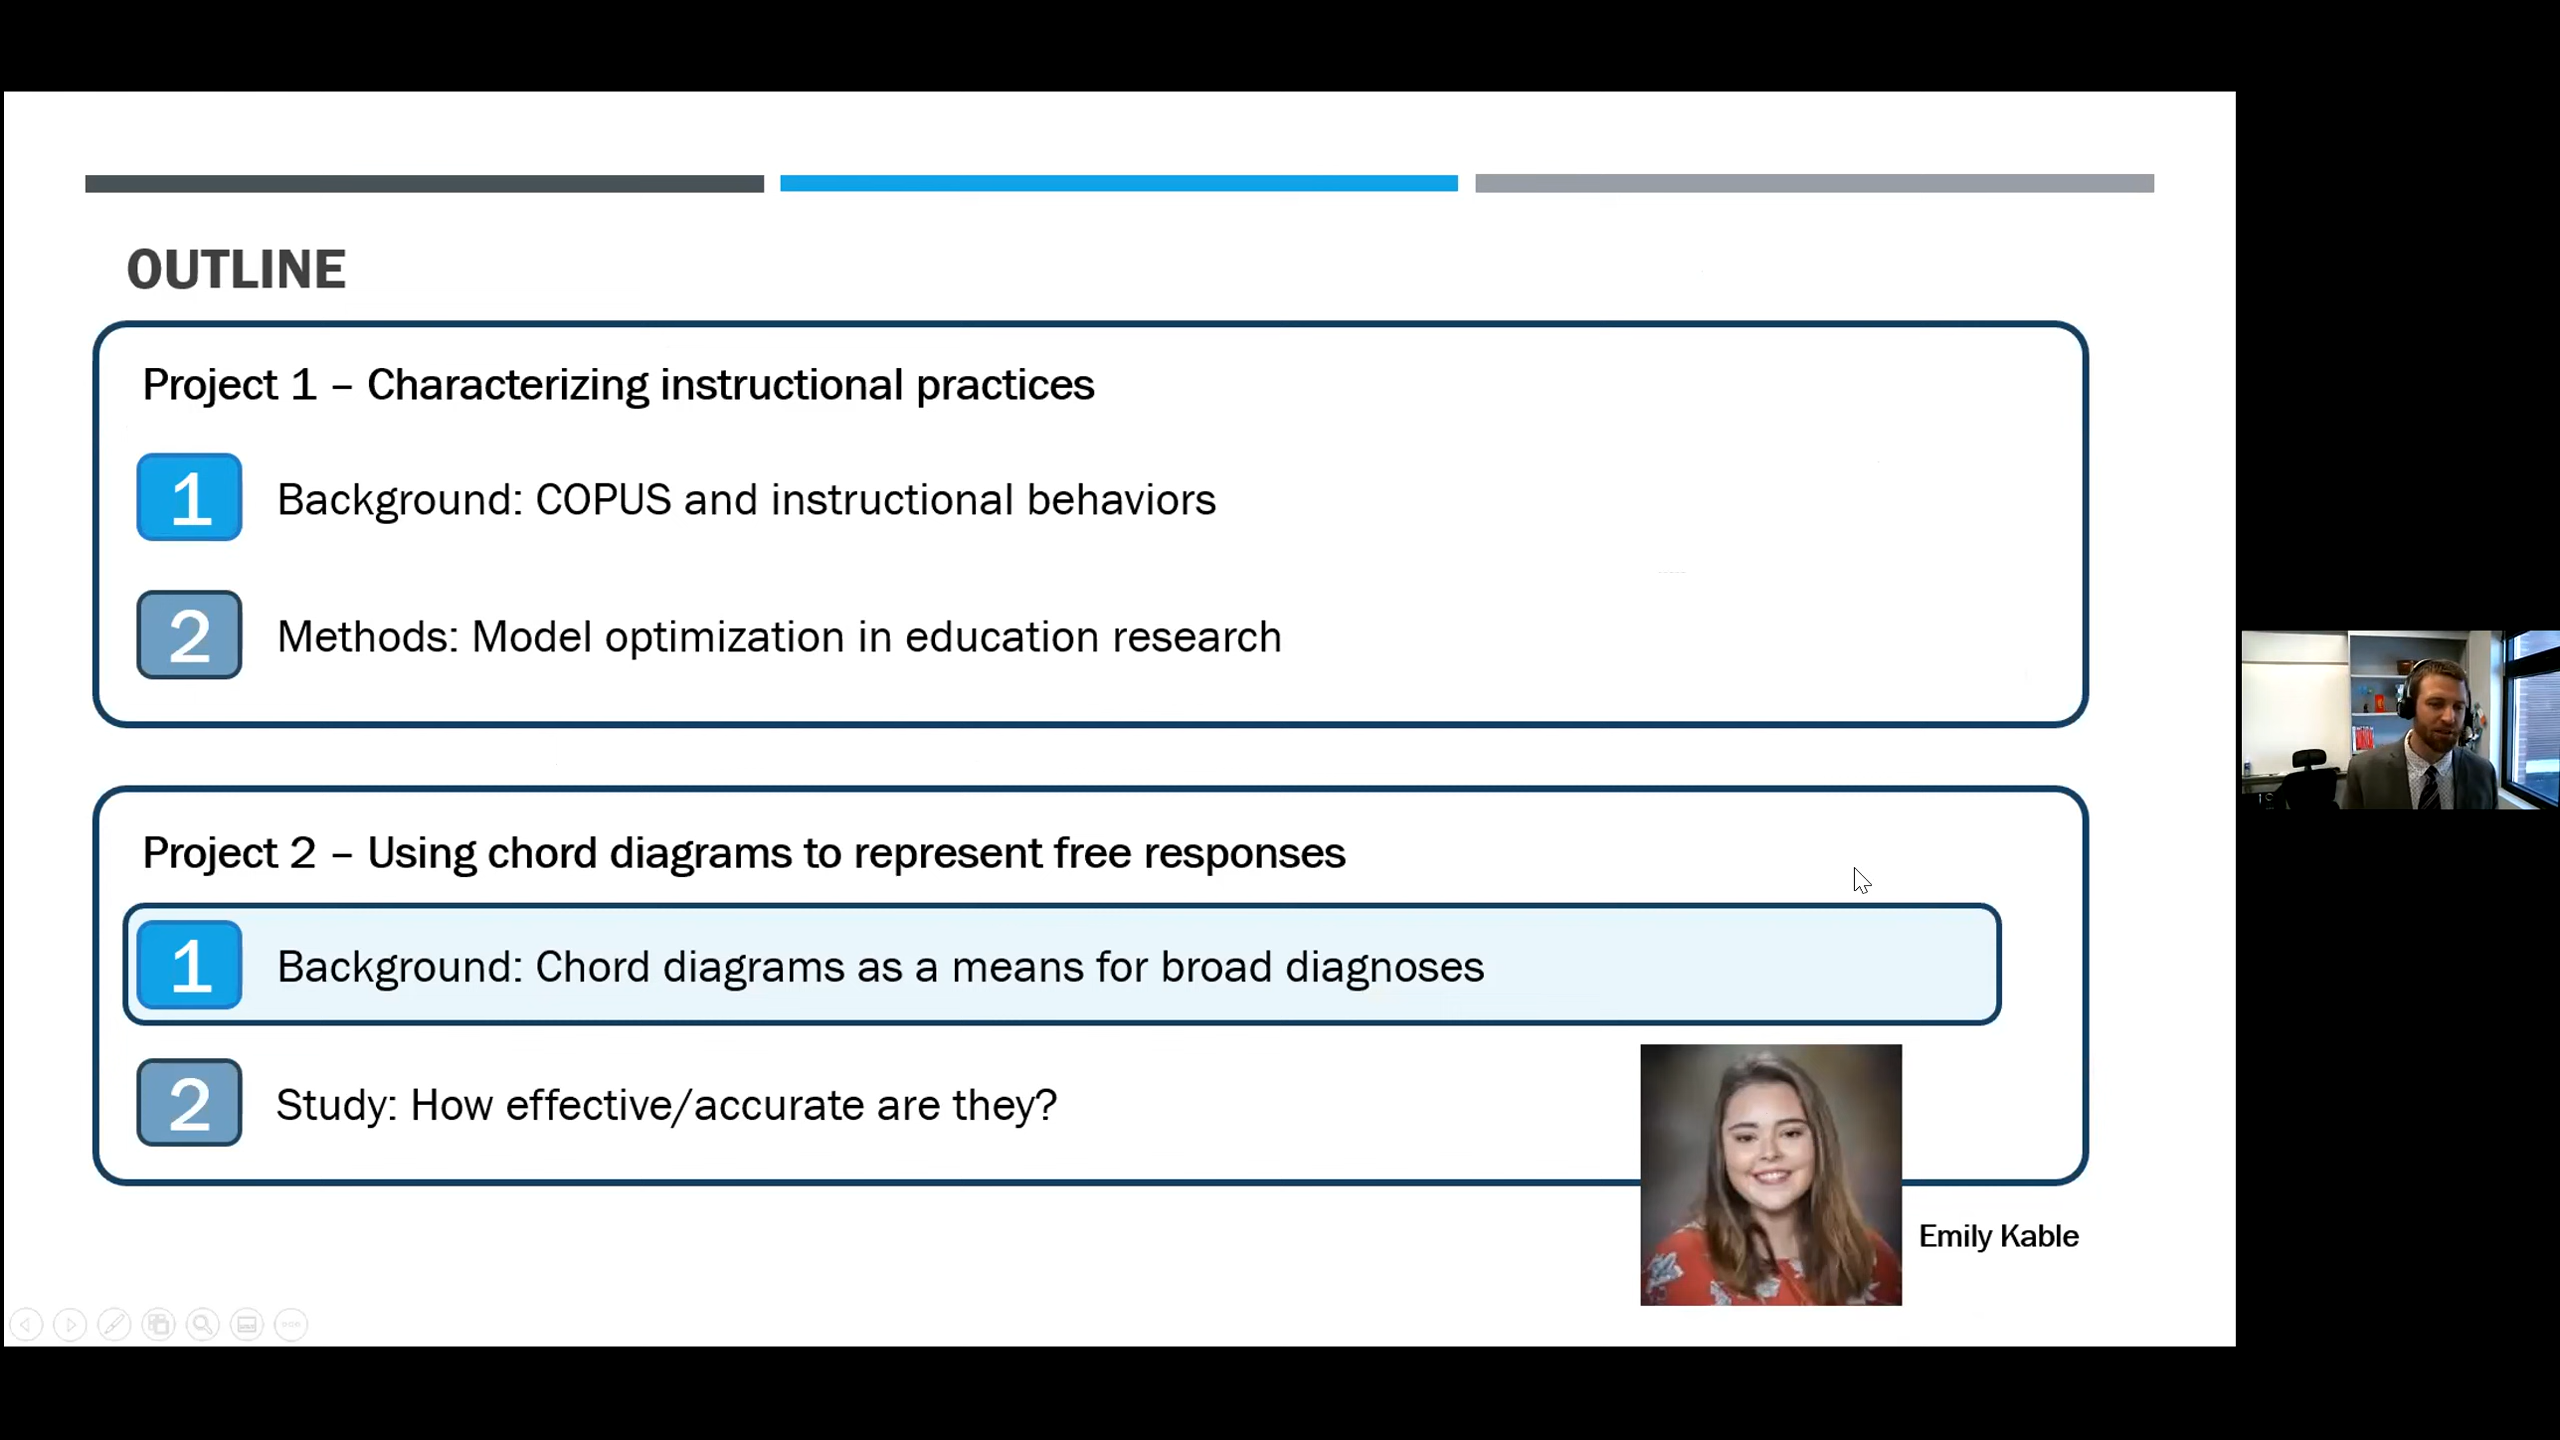 OUTLINE
Project 1 – Characterizing instructional practices
1 Background: COPUS and instructional behaviors
2 Methods: Model optimization in education research
Project 2 – Using chord diagrams to represent free responses
1 Background: Chord diagrams as a means for broad diagnoses
2 Study: How effective/accurate are they?
Emily Kable